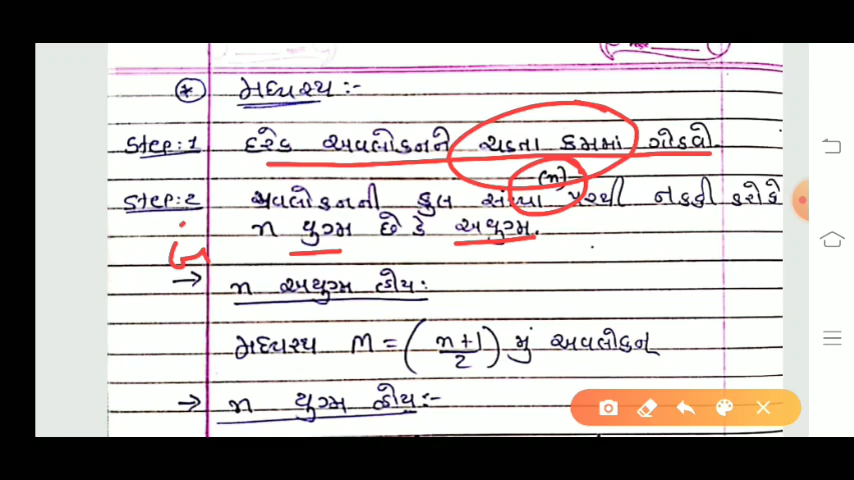 * મધ્યસ્થ :-
Step:1 દરેક અવલોકનને ચડતા ક્રમમાં ગોઠવો.
(n)
Step:2 અવલોકનની કુલ સંખ્યા પરથી નક્કી કરો કે
n યુગ્મ છે કે અયુગ્મ.
→ n અયુગ્મ હોય:
મધ્યસ્થ M = (n+1/2) મું અવલોકન
→ n યુગ્મ હોય:-